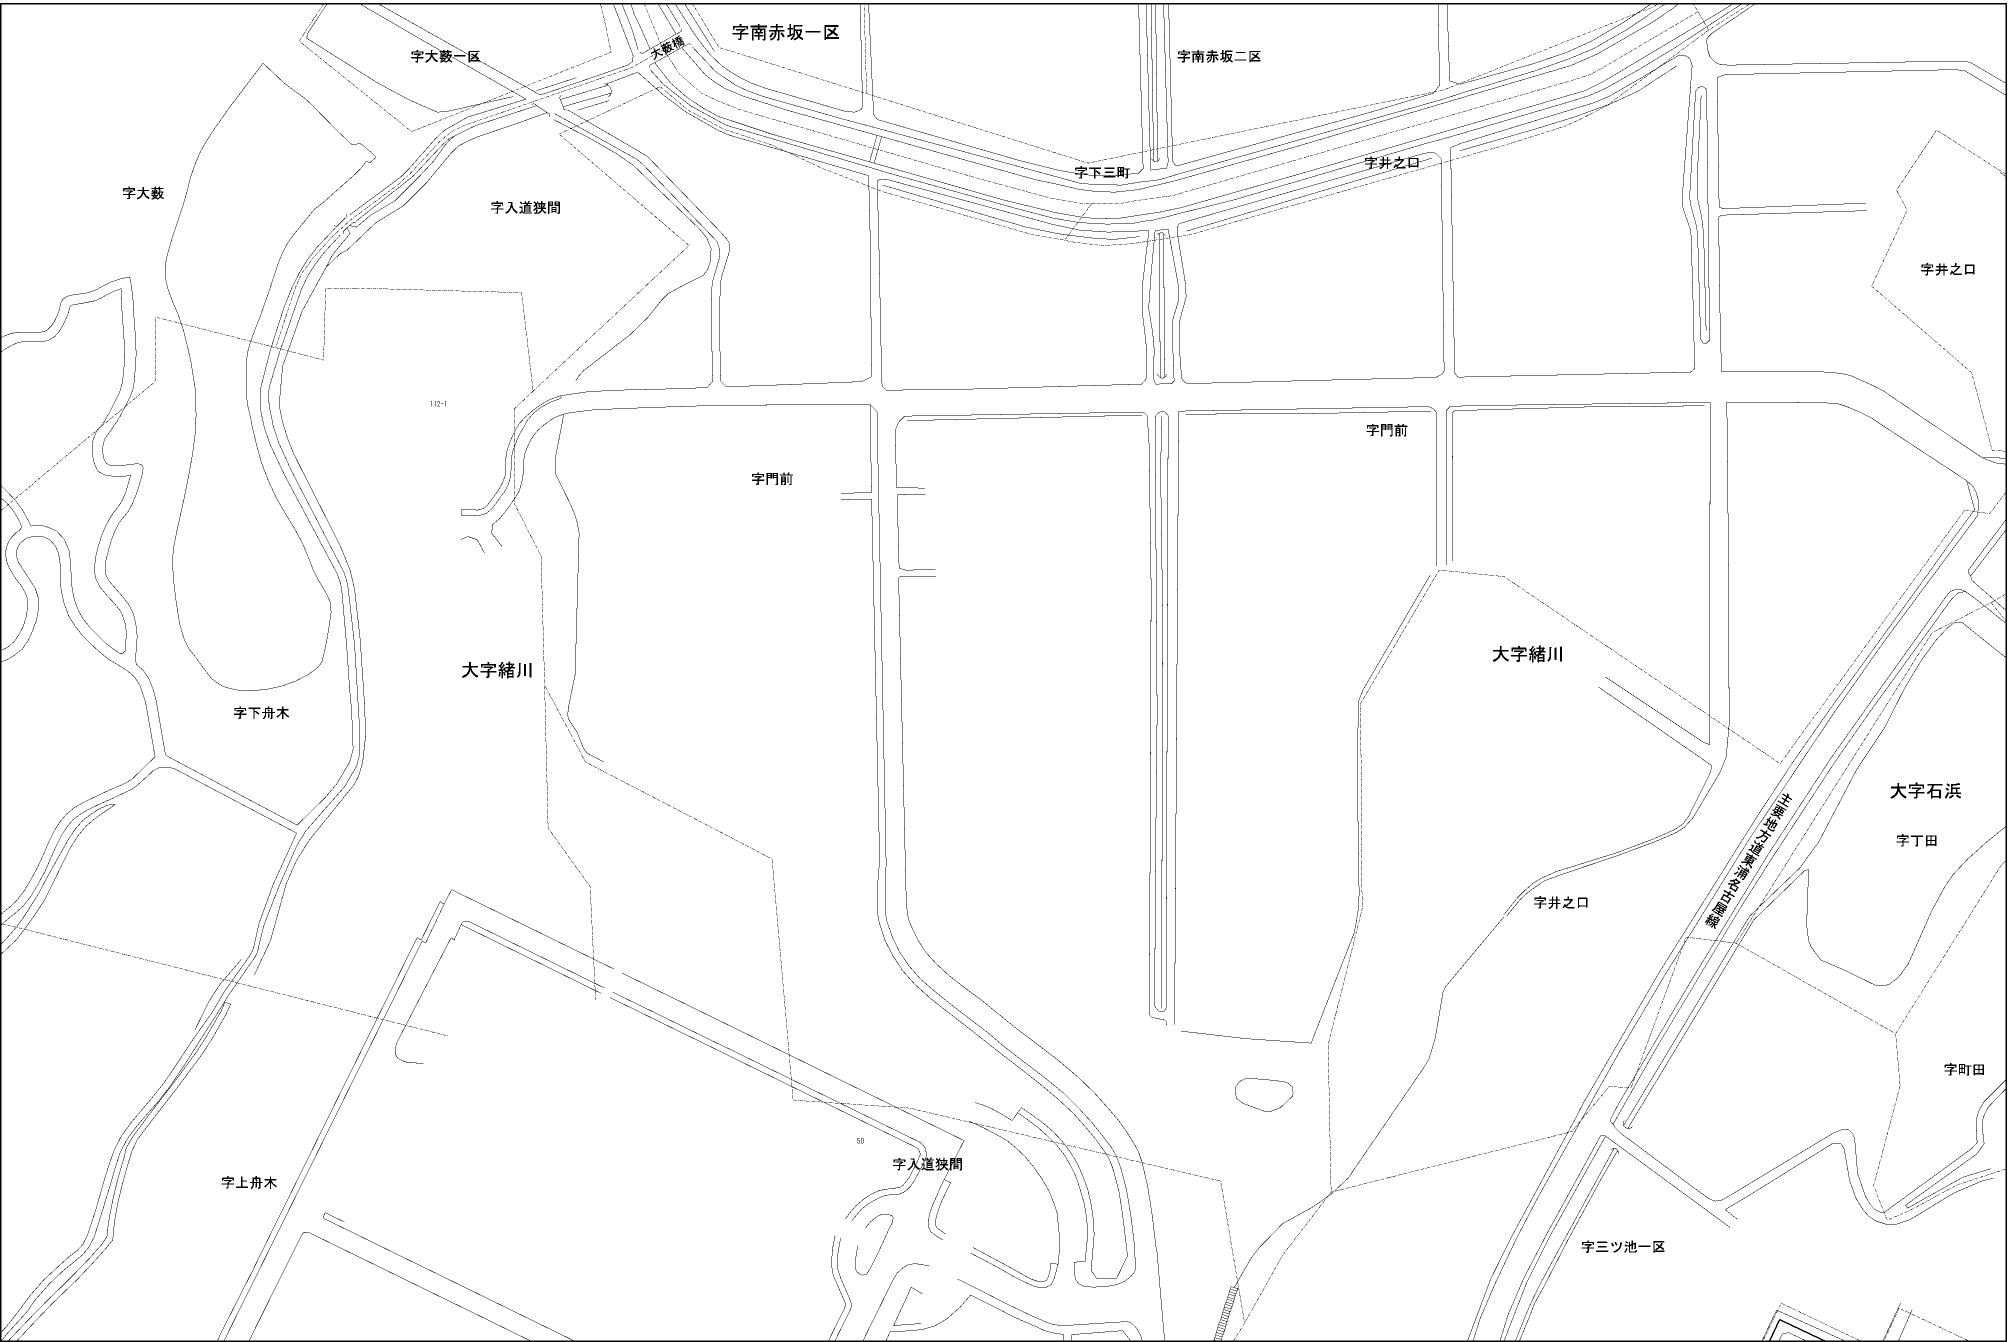 字南赤坂一区
字大薮一区
大薮橋
字南赤坂二区
字下三町
字井之口
字大薮
字入道狭間
字井之口
112-1
字門前
字門前
大字緒川
大字緒川
字下舟木
大字石浜
主要地方道東浦名古屋線
字丁田
字井之口
字町田
50
字入道狭間
字上舟木
字三ツ池一区